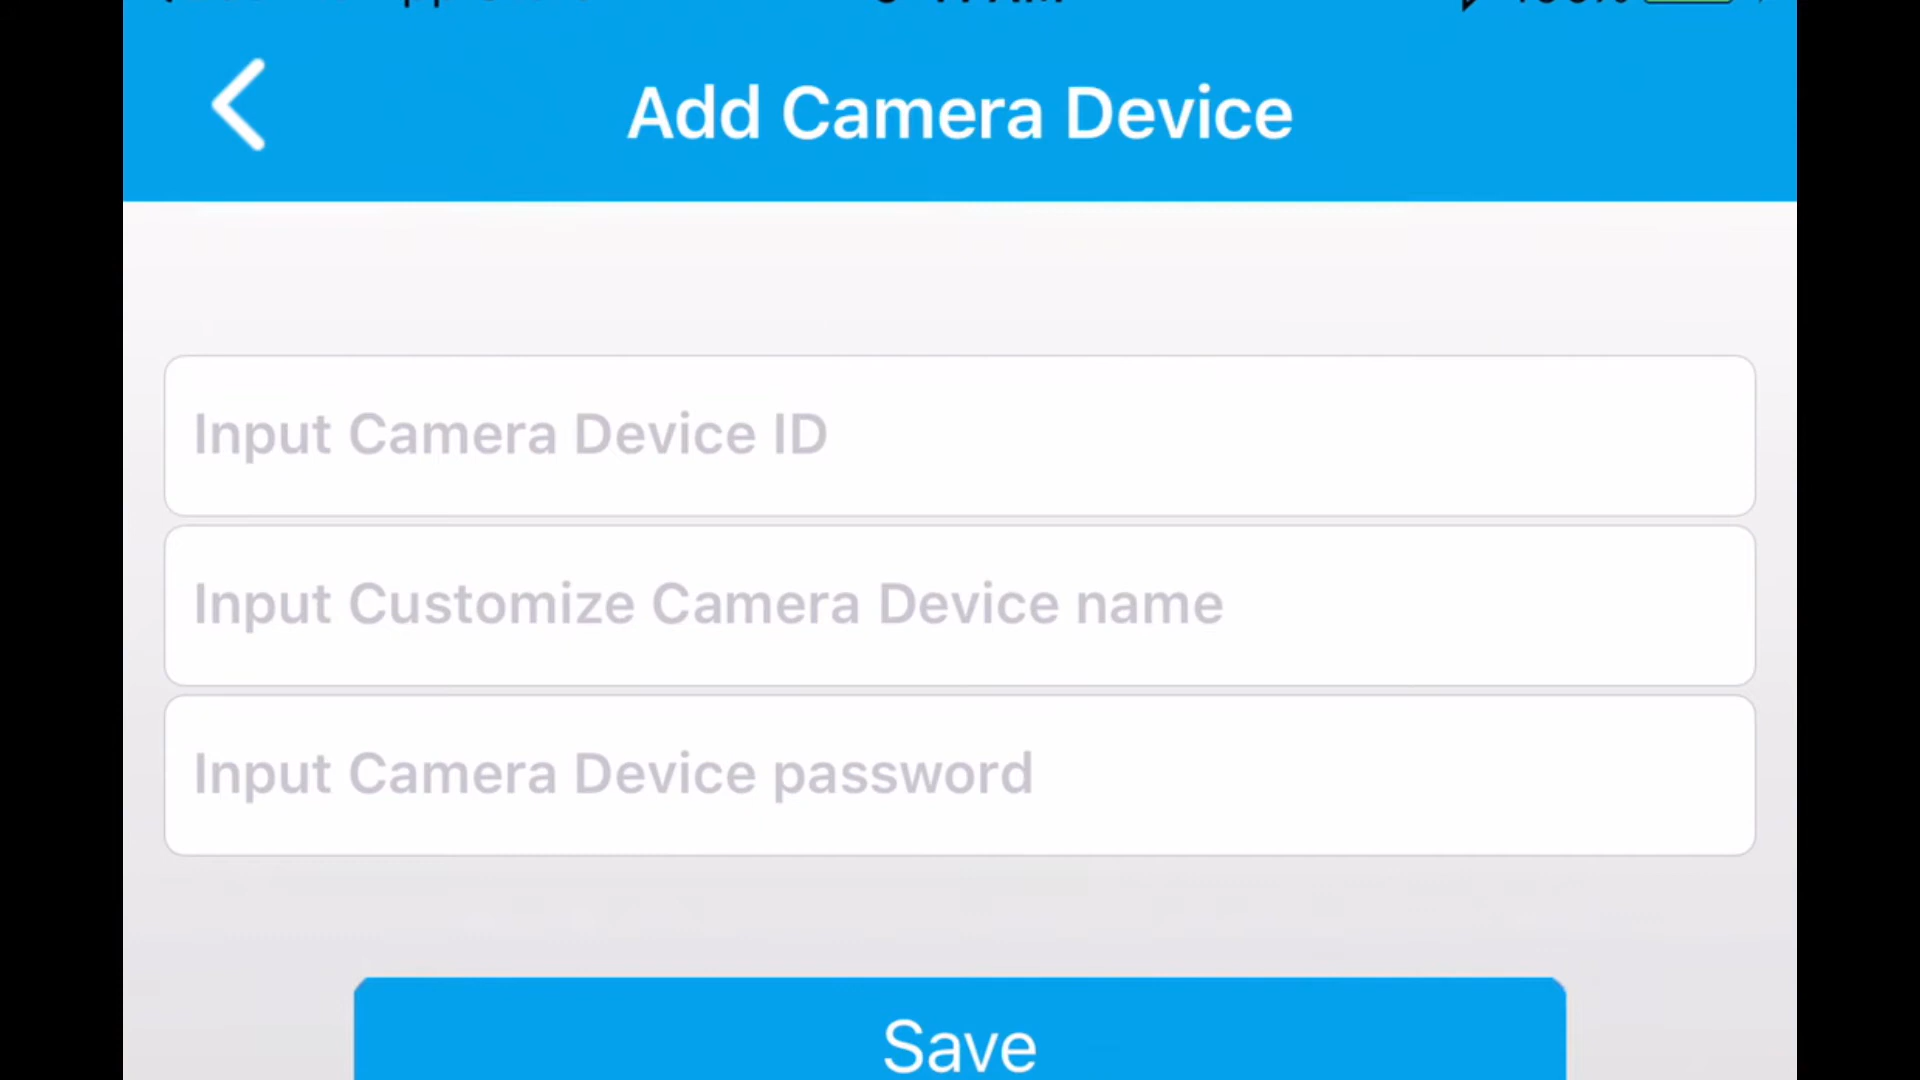 Add Camera Device
Input Camera Device ID
Input Customize Camera Device name
Input Camera Device password
Save